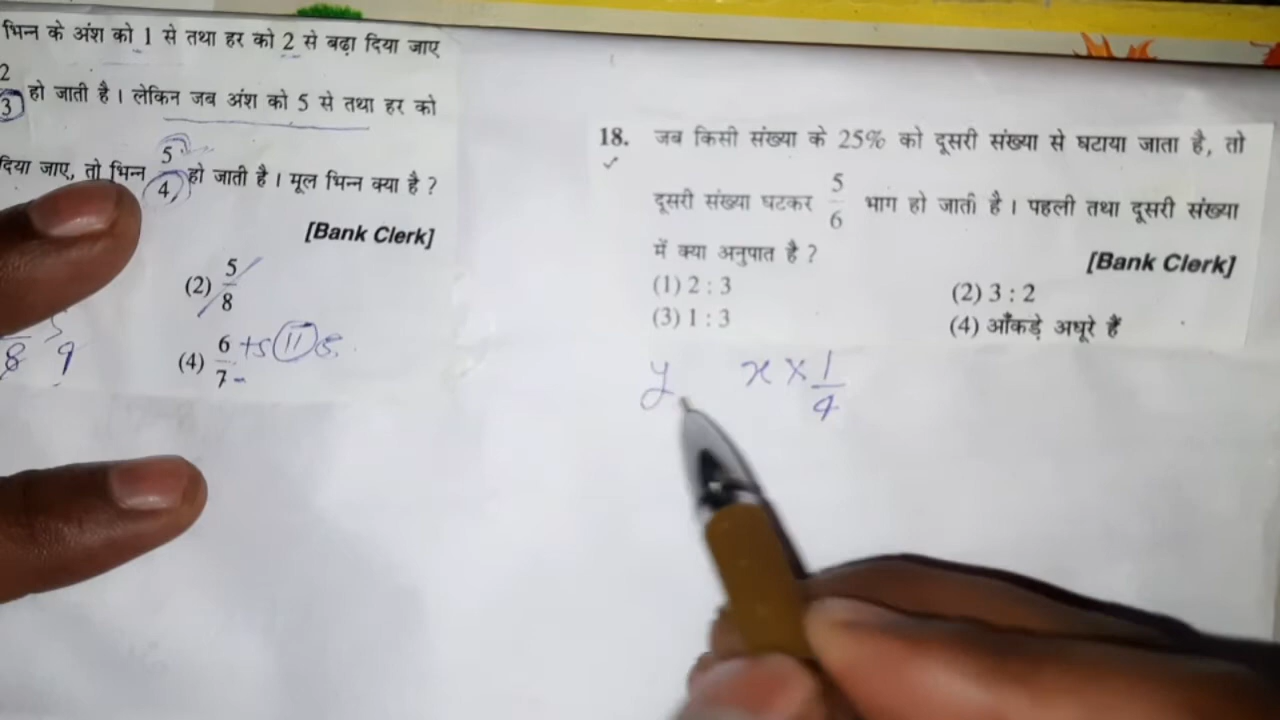 भिन्न के अंश को 1 से तथा हर को 2 से बढ़ा दिया जाए
2
3 हो जाती है। लेकिन जब अंश को 5 से तथा हर को
दिया जाए, तो भिन्न 5/4 हो जाती है। मूल भिन्न क्या है ?
[Bank Clerk]
(2) 5/8
(4) 6/7 +5 11
8 9
18. जब किसी संख्या के 25% को दूसरी संख्या से घटाया जाता है, तो
दूसरी संख्या घटकर 5/6 भाग हो जाती है। पहली तथा दूसरी संख्या
में क्या अनुपात है ?
[Bank Clerk]
(1) 2 : 3 (2) 3 : 2
(3) 1 : 3 (4) आँकड़े अधूरे हैं
y x × 1/4